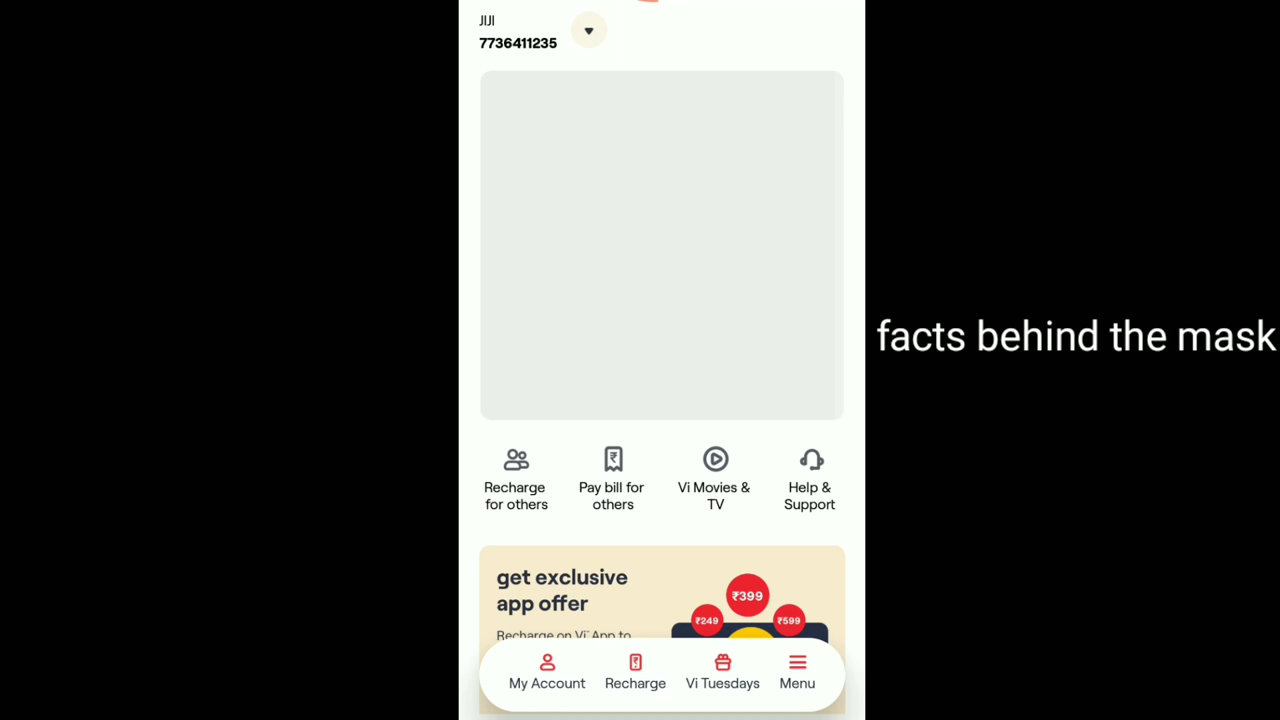 JIJI
7736411235
facts behind the mask
Recharge for others
Pay bill for others
Vi Movies & TV
Help & Support
get exclusive
app offer
₹399
₹249
₹599
Recharge on Vi App to
My Account
Recharge
Vi Tuesdays
Menu